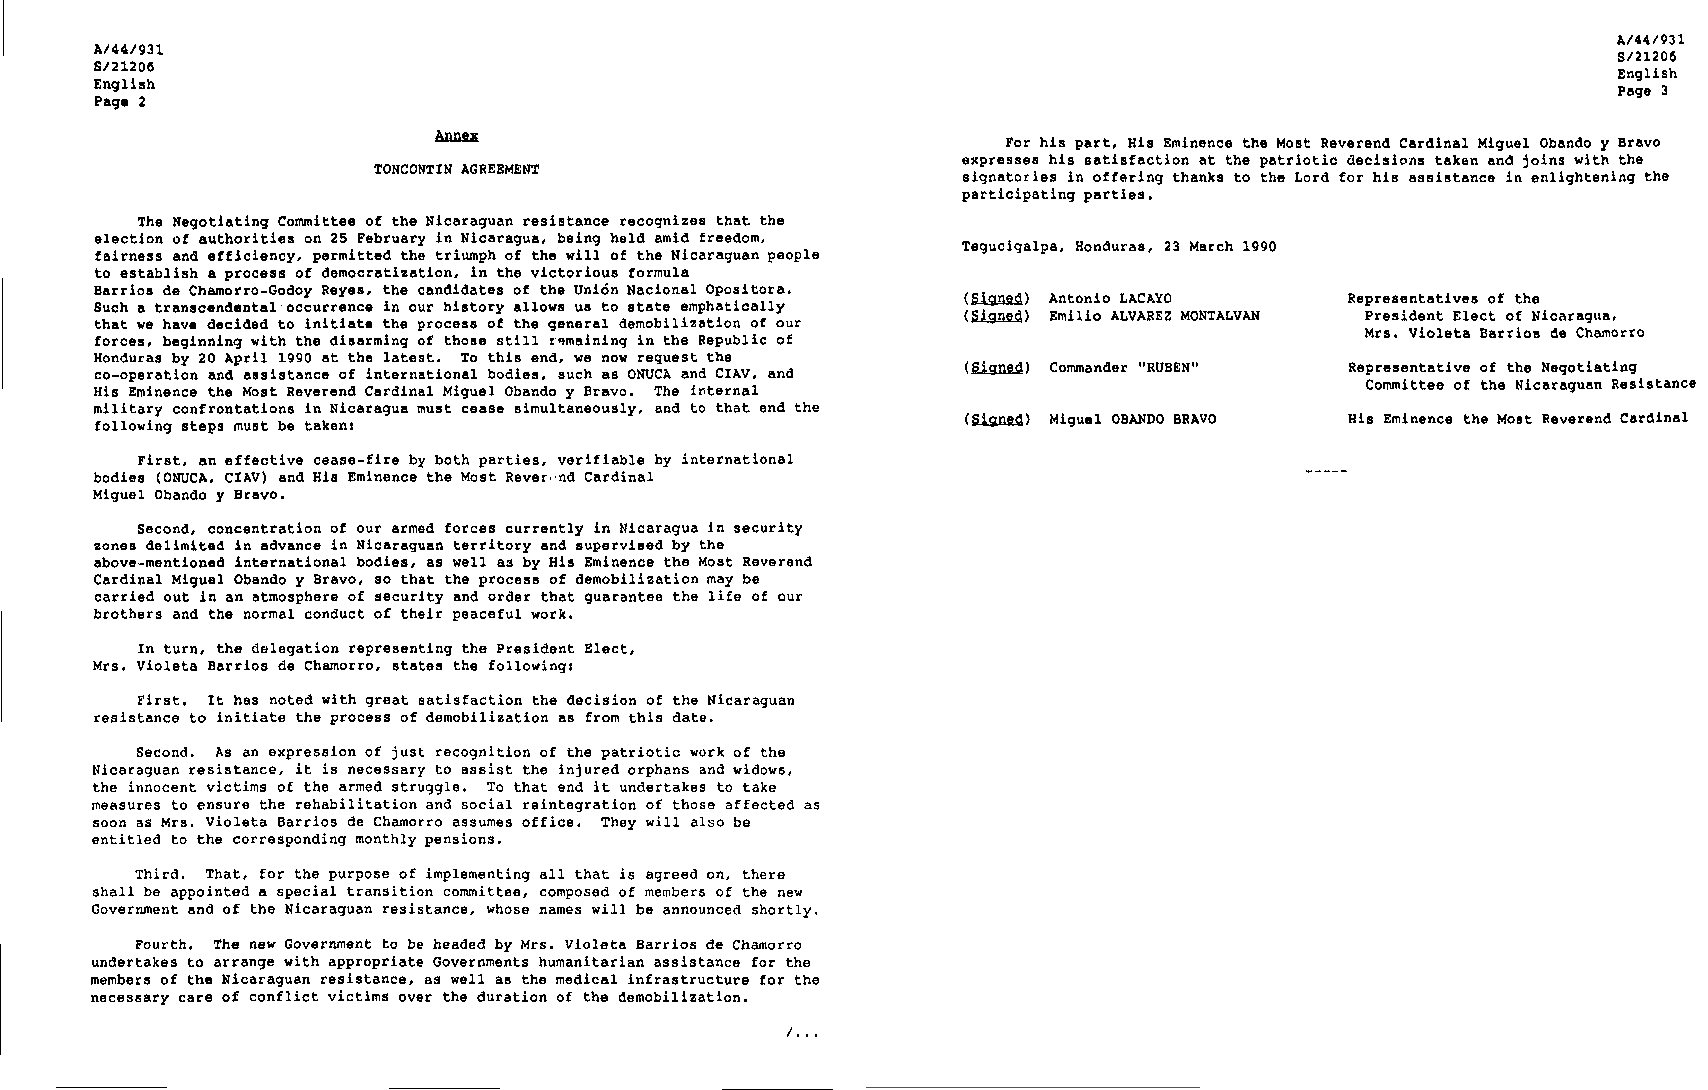 A/44/931
S/21206
English
Page 2
Annex
TONCONTIN AGREEMENT
The Negotiating Committee of the Nicaraguan resistance recognizes that the
election of authorities on 25 February in Nicaragua, being held amid freedom,
fairness and efficiency, permitted the triumph of the will of the Nicaraguan people
to establish a process of democratization, in the victorious formula
Barrios de Chamorro-Godoy Reyes, the candidates of the Unión Nacional Opositora.
Such a transcendental occurrence in our history allows us to state emphatically
that we have decided to initiate the process of the general demobilization of our
forces, beginning with the disarming of those still remaining in the Republic of
Honduras by 20 April 1990 at the latest. To this end, we now request the
co-operation and assistance of international bodies, such as ONUCA and CIAV, and
His Eminence the Most Reverend Cardinal Miguel Obando y Bravo. The internal
military confrontations in Nicaragua must cease simultaneously, and to that end the
following steps must be taken:
First, an effective cease-fire by both parties, verifiable by international
bodies (ONUCA, CIAV) and His Eminence the Most Reverend Cardinal
Miguel Obando y Bravo.
Second, concentration of our armed forces currently in Nicaragua in security
zones delimited in advance in Nicaraguan territory and supervised by the
above-mentioned international bodies, as well as by His Eminence the Most Reverend
Cardinal Miguel Obando y Bravo, so that the process of demobilization may be
carried out in an atmosphere of security and order that guarantee the life of our
brothers and the normal conduct of their peaceful work.
In turn, the delegation representing the President Elect,
Mrs. Violeta Barrios de Chamorro, states the following:
First. It has noted with great satisfaction the decision of the Nicaraguan
resistance to initiate the process of demobilization as from this date.
Second. As an expression of just recognition of the patriotic work of the
Nicaraguan resistance, it is necessary to assist the injured orphans and widows,
the innocent victims of the armed struggle. To that end it undertakes to take
measures to ensure the rehabilitation and social reintegration of those affected as
soon as Mrs. Violeta Barrios de Chamorro assumes office. They will also be
entitled to the corresponding monthly pensions.
Third. That, for the purpose of implementing all that is agreed on, there
shall be appointed a special transition committee, composed of members of the new
Government and of the Nicaraguan resistance, whose names will be announced shortly.
Fourth. The new Government to be headed by Mrs. Violeta Barrios de Chamorro
undertakes to arrange with appropriate Governments humanitarian assistance for the
members of the Nicaraguan resistance, as well as the medical infrastructure for the
necessary care of conflict victims over the duration of the demobilization.
/...
A/44/931
S/21206
English
Page 3
For his part, His Eminence the Most Reverend Cardinal Miguel Obando y Bravo
expresses his satisfaction at the patriotic decisions taken and joins with the
signatories in offering thanks to the Lord for his assistance in enlightening the
participating parties.
Tegucigalpa, Honduras, 23 March 1990
(Signed) Antonio LACAYO Representatives of the
(Signed) Emilio ALVAREZ MONTALVAN President Elect of Nicaragua,
Mrs. Violeta Barrios de Chamorro
(Signed) Commander "RUBEN" Representative of the Negotiating
Committee of the Nicaraguan Resistance
(Signed) Miguel OBANDO BRAVO His Eminence the Most Reverend Cardinal
-----